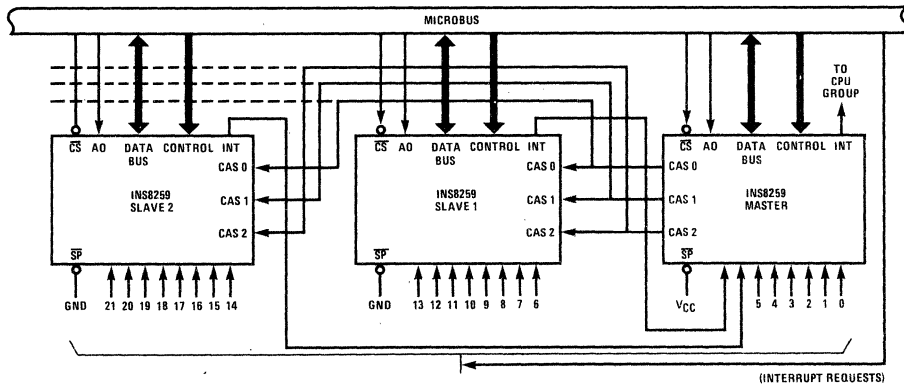 MICROBUS
TO
CPU
GROUP
CS AO DATA BUS CONTROL INT
CAS 0
INS8259
SLAVE 2
CAS 1
CAS 2
SP
GND
21 20 19 18 17 16 15 14
CS AO DATA BUS CONTROL INT
CAS 0
INS8259
SLAVE 1
CAS 1
CAS 2
SP
GND
13 12 11 10 9 8 7 6
CS AO DATA BUS CONTROL INT
CAS 0
INS8259
MASTER
CAS 1
CAS 2
SP
VCC
5 4 3 2 1 0
(INTERRUPT REQUESTS)